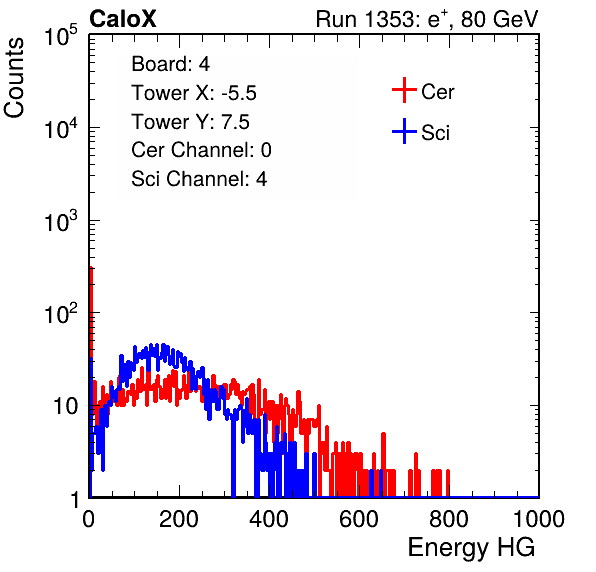 CaloX Run 1353: e⁺, 80 GeV
Counts
10⁵
10⁴
10³
10²
10
1
Board: 4
Tower X: -5.5
Tower Y: 7.5
Cer Channel: 0
Sci Channel: 4
Cer
Sci
0 200 400 600 800 1000
Energy HG